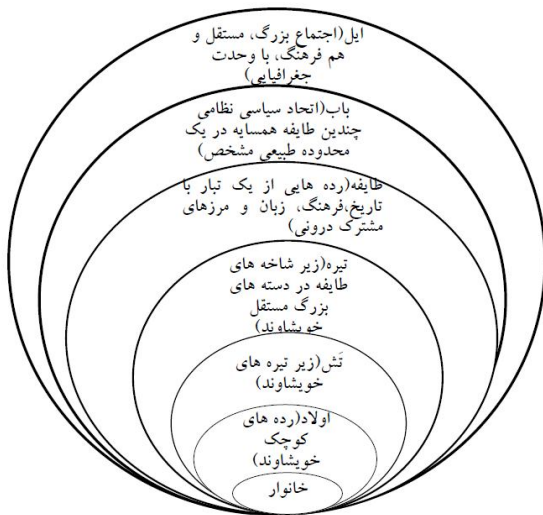 ایل(اجتماع بزرگ، مستقل و
هم فرهنگ، با وحدت
جغرافیایی)
باب(اتحاد سیاسی نظامی
چندین طایفه همسایه در یک
محدوده طبیعی مشخص)
طایفه(رده هایی از یک تبار با
تاریخ،فرهنگ، زبان و مرزهای
مشترک درونی)
تیره(زیر شاخه های
طایفه در دسته های
بزرگ مستقل
خویشاوند)
تَش(زیر تیره های
خویشاوند)
اولاد(رده های
کوچک
خویشاوند)
خانوار